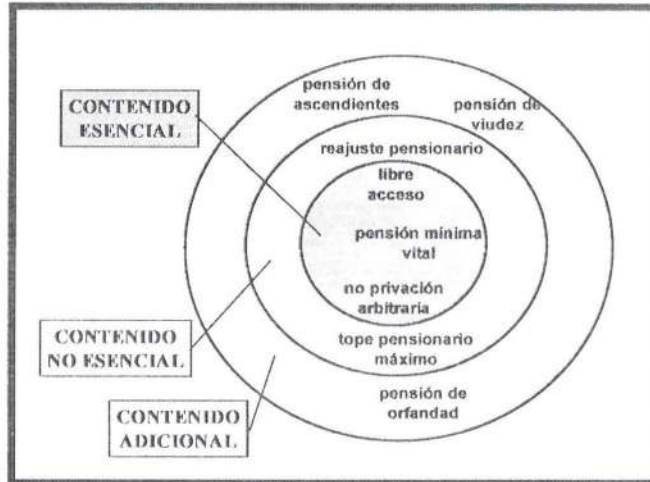 pensión de
ascendientes
pensión de
viudez
CONTENIDO
ESENCIAL
reajuste pensionario
libre
acceso
pensión mínima
vital
no privación
arbitraria
CONTENIDO
NO ESENCIAL
tope pensionario
máximo
pensión de
orfandad
CONTENIDO
ADICIONAL